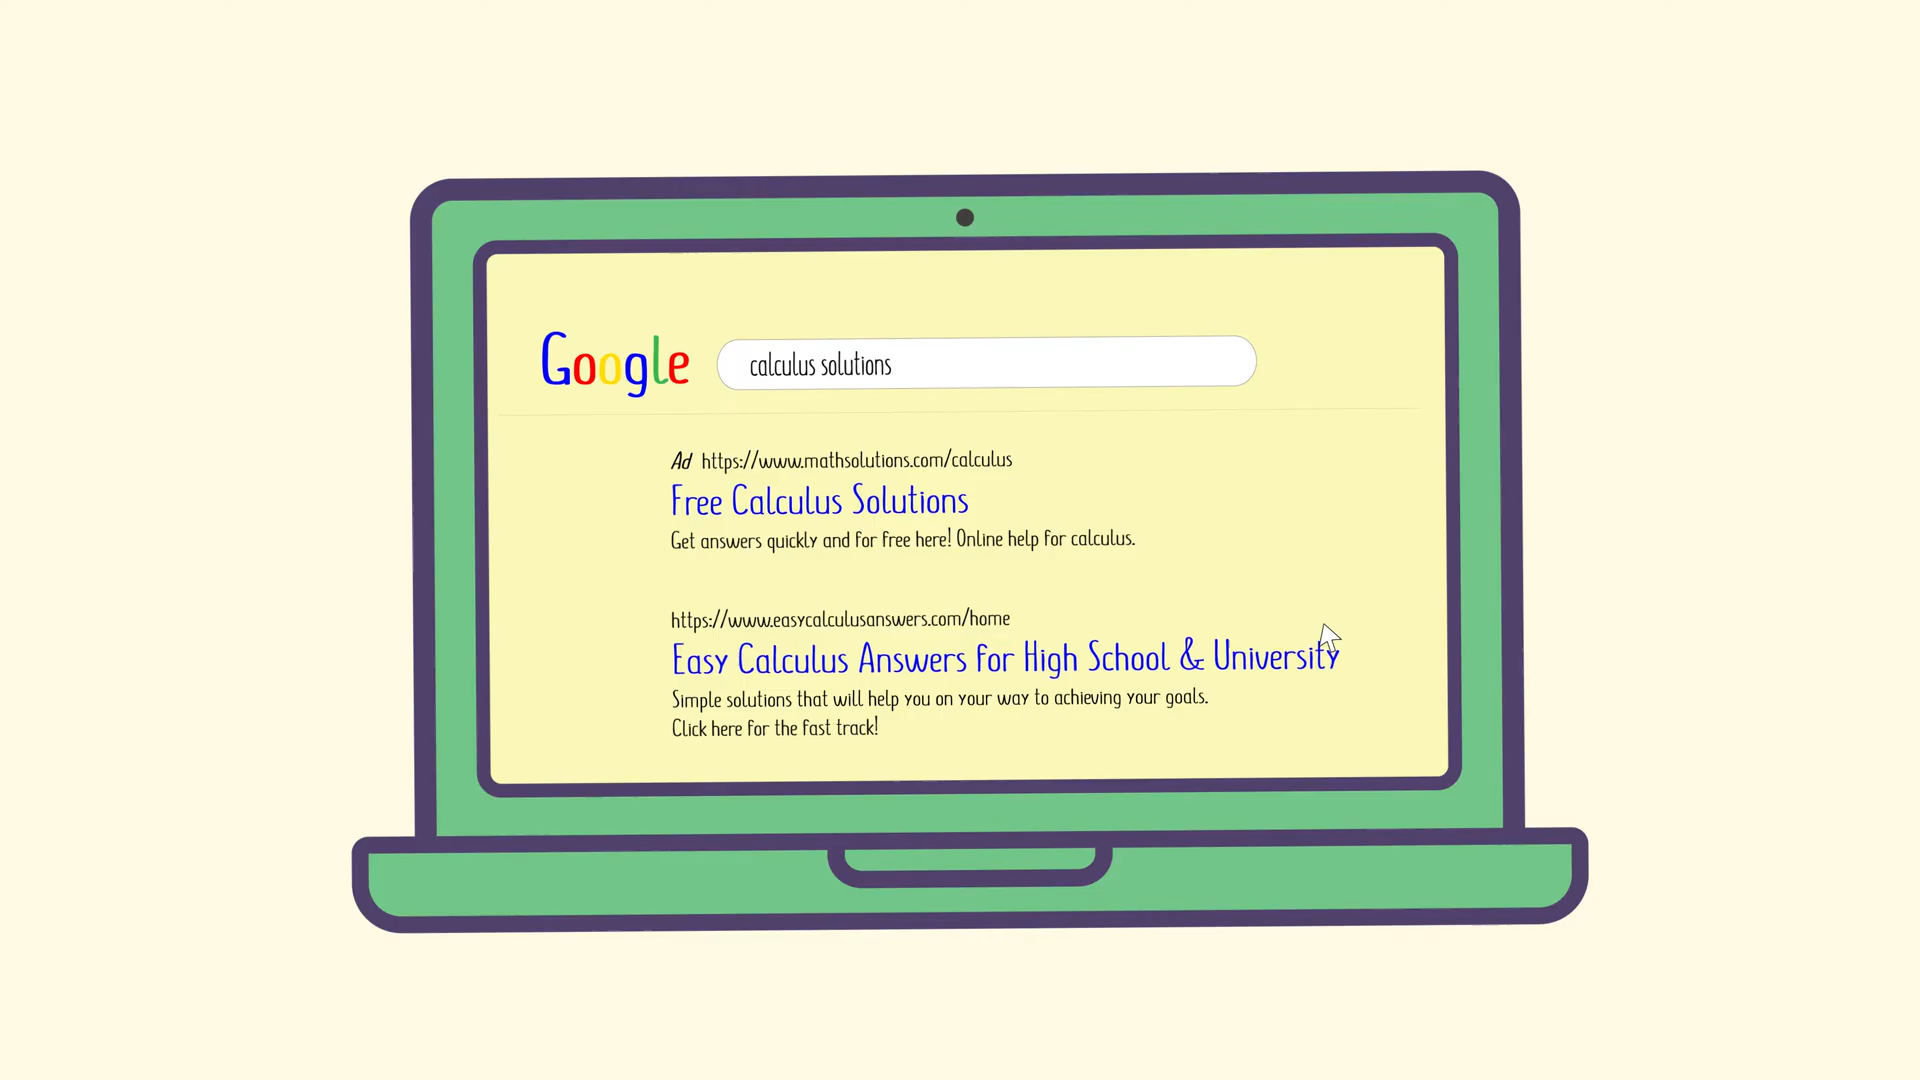 Google
calculus solutions
Ad https://www.mathsolutions.com/calculus
Free Calculus Solutions
Get answers quickly and for free here! Online help for calculus.
https://www.easycalculusanswers.com/home
Easy Calculus Answers for High School & University
Simple solutions that will help you on your way to achieving your goals.
Click here for the fast track!